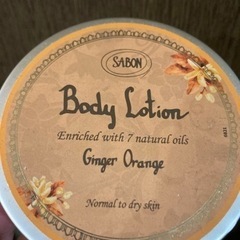 SABON
Body Lotion
Enriched with 7 natural oils
Ginger Orange
Normal to dry skin